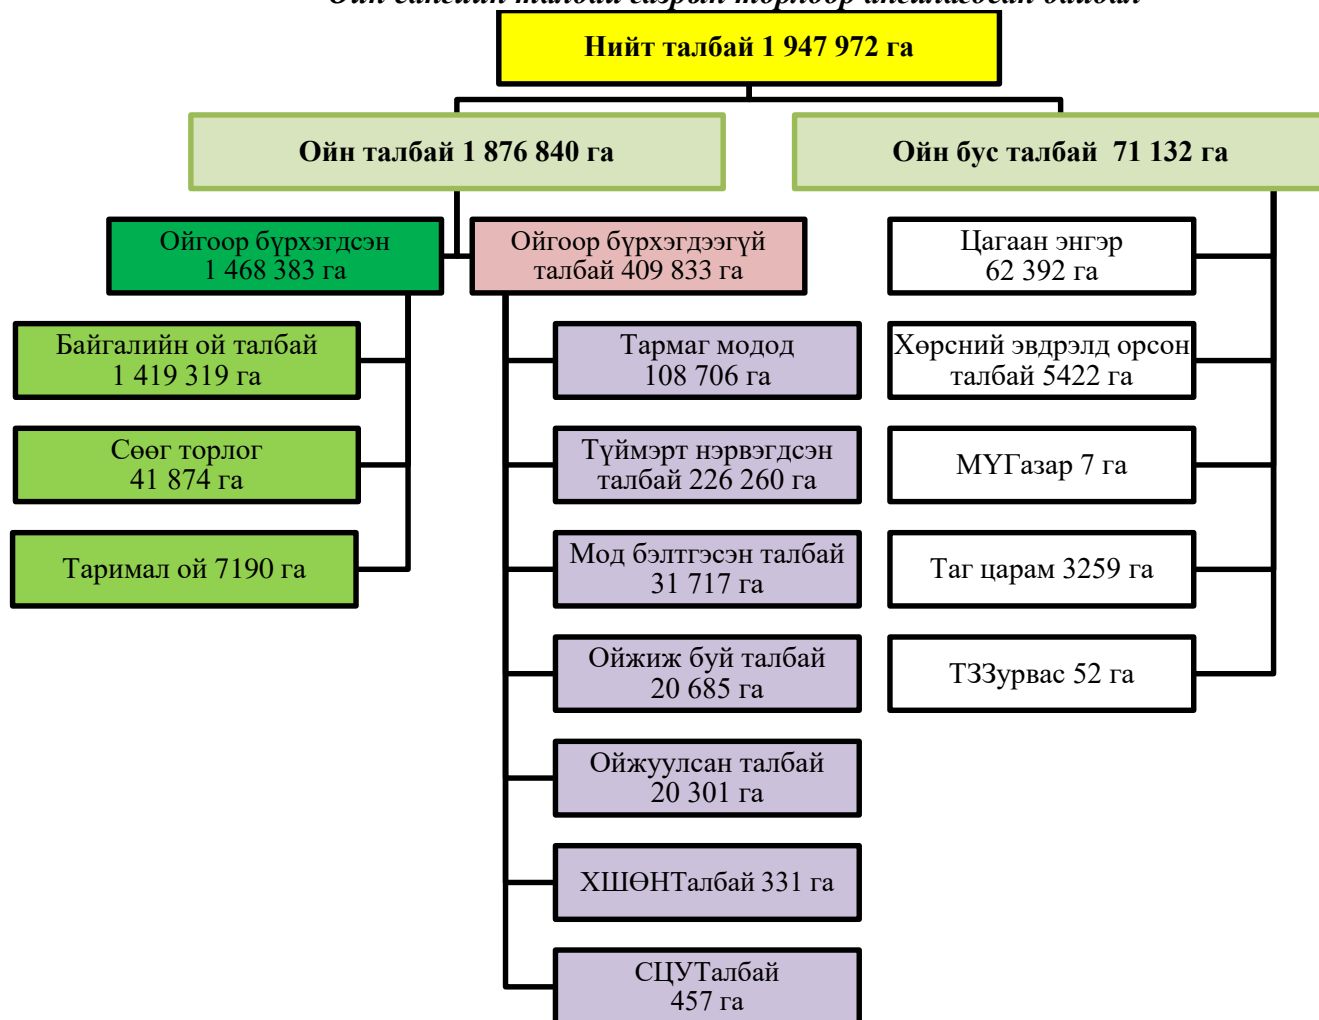 Нийт талбай 1 947 972 га
Ойн талбай 1 876 840 га
Ойн бус талбай 71 132 га
Ойгоор бүрхэгдсэн
1 468 383 га
Ойгоор бүрхэгдээгүй
талбай 409 833 га
Байгалийн ой талбай
1 419 319 га
Сөөг торлог
41 874 га
Таримал ой 7190 га
Тармаг модод
108 706 га
Түймэрт нэрвэгдсэн
талбай 226 260 га
Мод бэлтгэсэн талбай
31 717 га
Ойжиж буй талбай
20 685 га
Ойжуулсан талбай
20 301 га
ХШӨНТалбай 331 га
СЦУТалбай
457 га
Цагаан энгэр
62 392 га
Хөрсний эвдрэлд орсон
талбай 5422 га
МҮГазар 7 га
Таг царам 3259 га
ТЗЗурвас 52 га